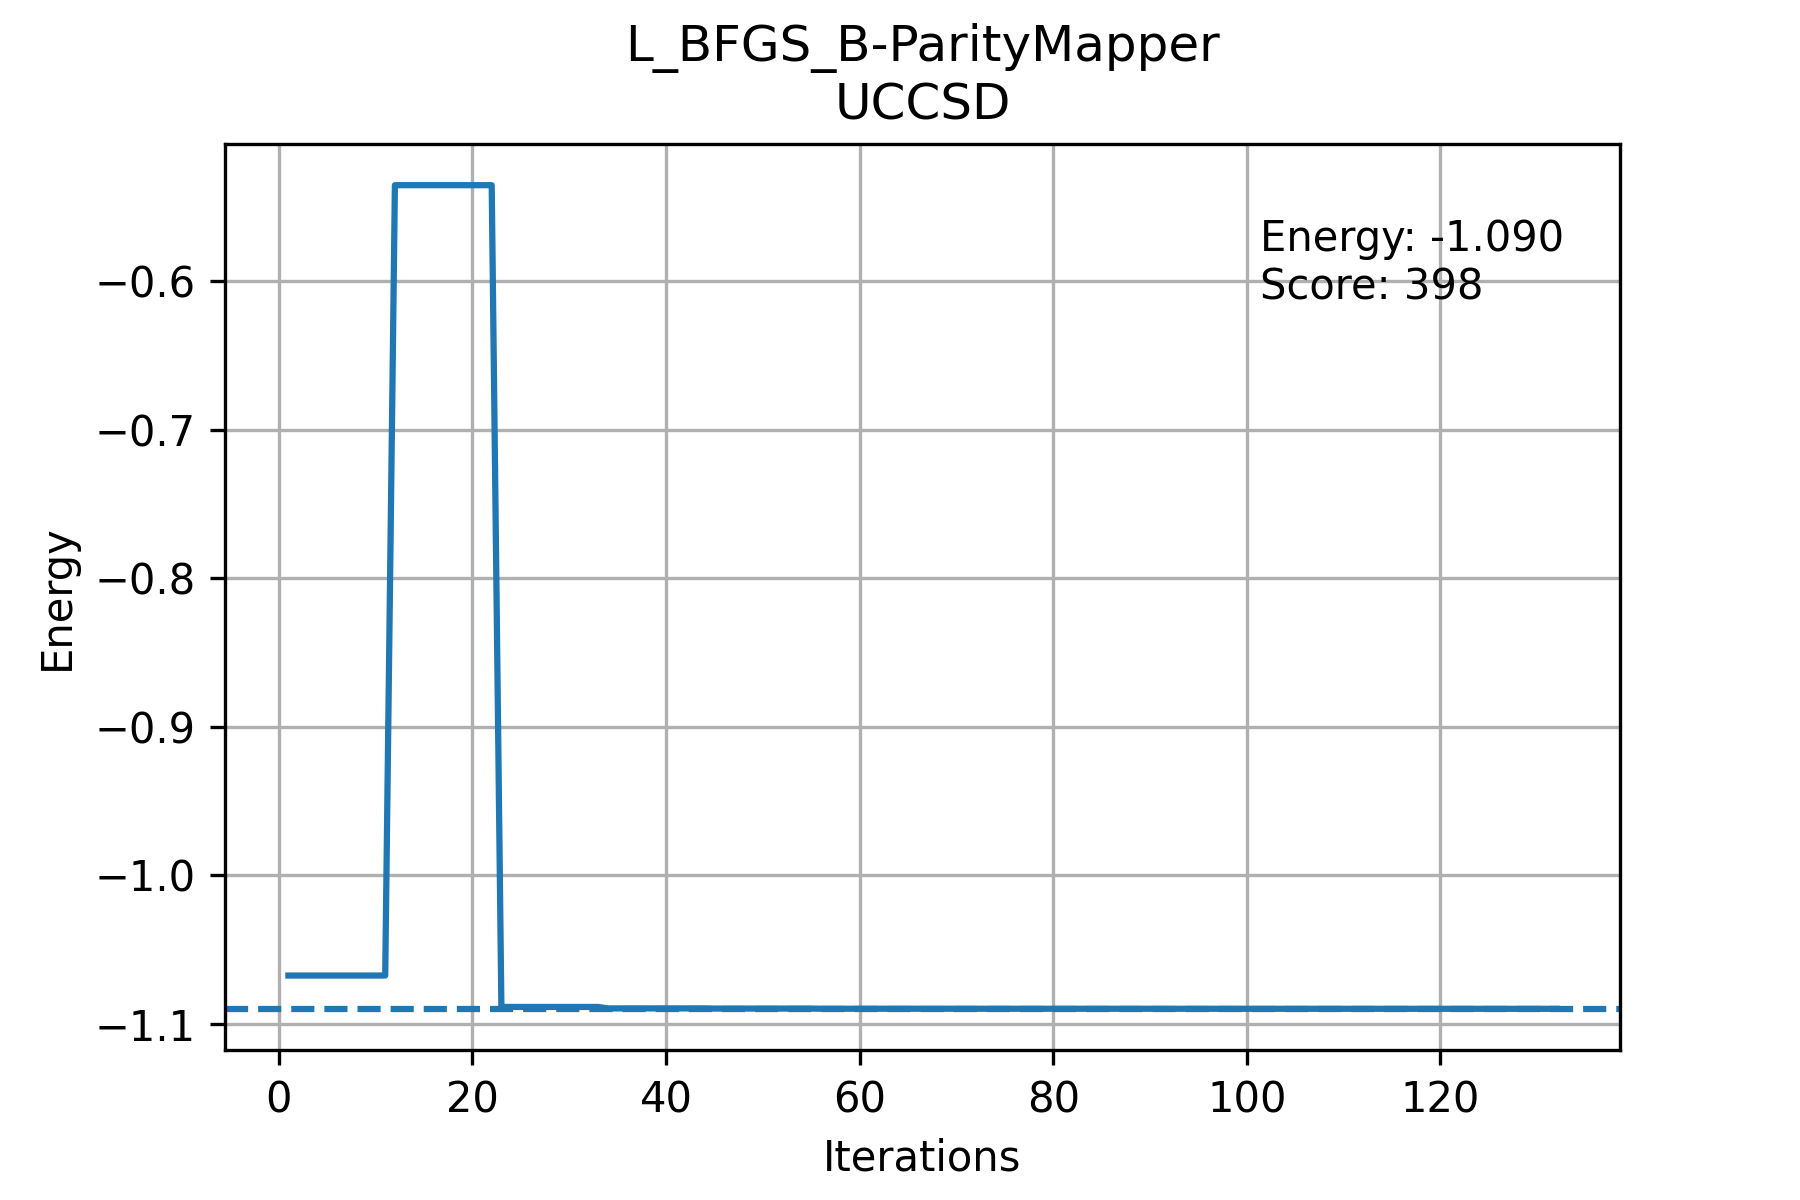 L_BFGS_B-ParityMapper
UCCSD
Energy: -1.090
Score: 398
−0.6
−0.7
−0.8
−0.9
−1.0
−1.1
Energy
0 20 40 60 80 100 120
Iterations